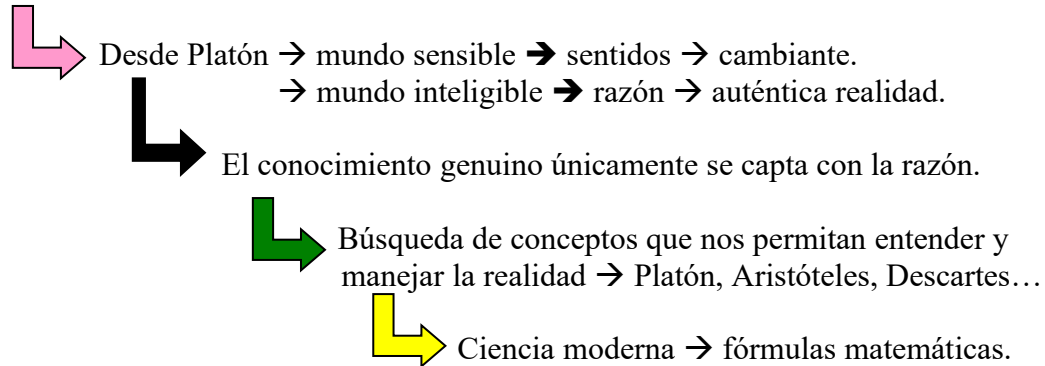 Desde Platón → mundo sensible ➔ sentidos → cambiante.
→ mundo inteligible ➔ razón → auténtica realidad.
El conocimiento genuino únicamente se capta con la razón.
Búsqueda de conceptos que nos permitan entender y
manejar la realidad → Platón, Aristóteles, Descartes…
Ciencia moderna → fórmulas matemáticas.